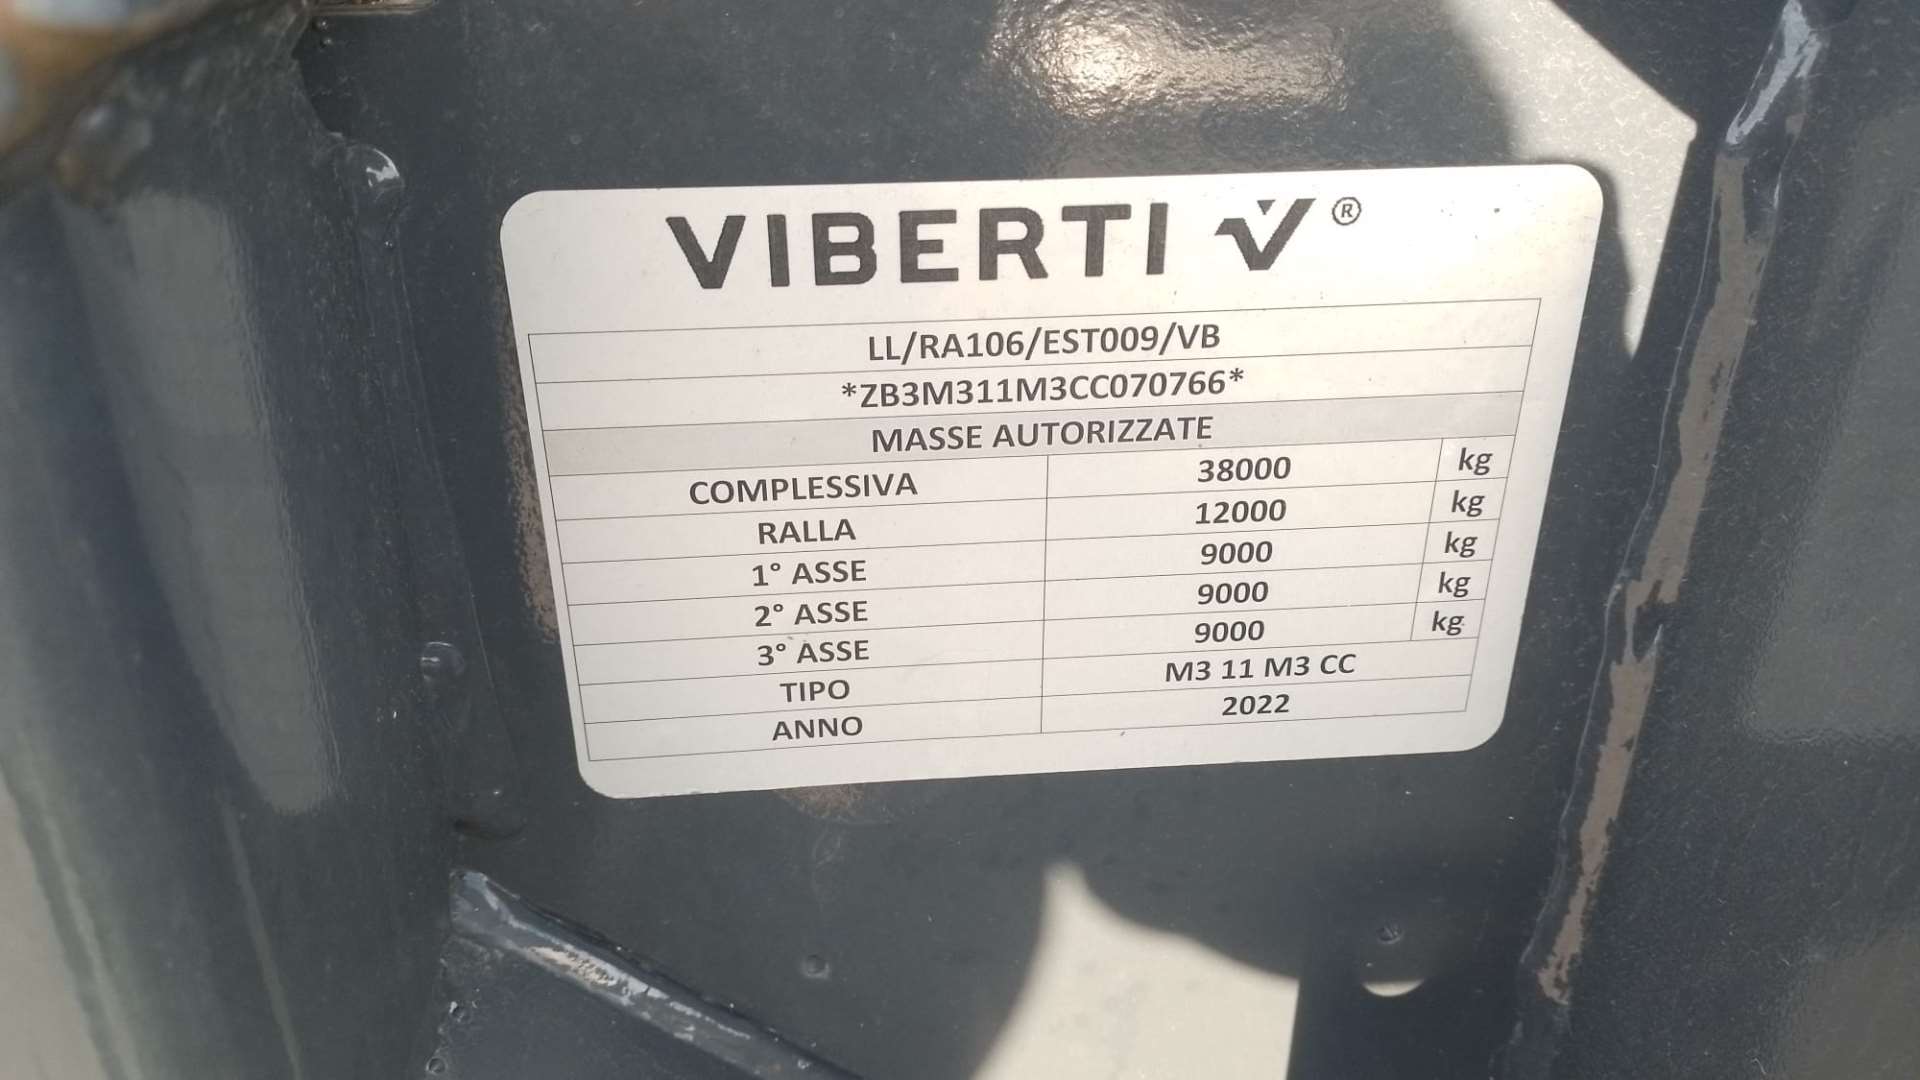 VIBERTI ®
LL/RA106/EST009/VB
*ZB3M311M3CC070766*
MASSE AUTORIZZATE
COMPLESSIVA 38000 kg
RALLA 12000 kg
1° ASSE 9000 kg
2° ASSE 9000 kg
3° ASSE 9000 kg
TIPO M3 11 M3 CC
ANNO 2022